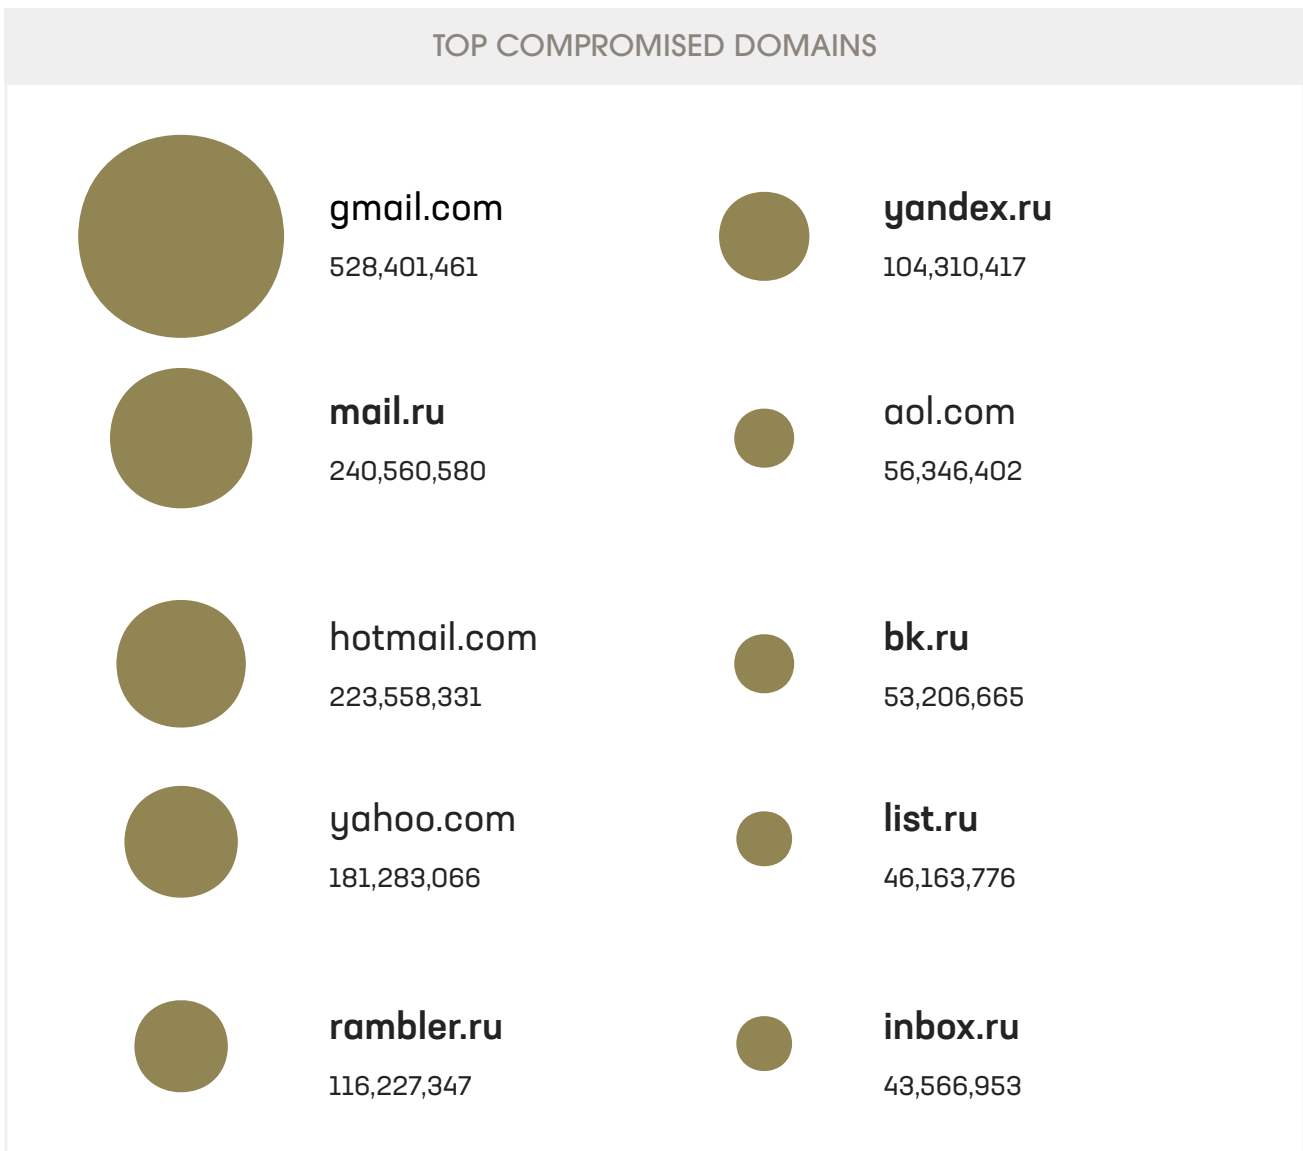 TOP COMPROMISED DOMAINS
gmail.com
528,401,461
mail.ru
240,560,580
hotmail.com
223,558,331
yahoo.com
181,283,066
rambler.ru
116,227,347
yandex.ru
104,310,417
aol.com
56,346,402
bk.ru
53,206,665
list.ru
46,163,776
inbox.ru
43,566,953